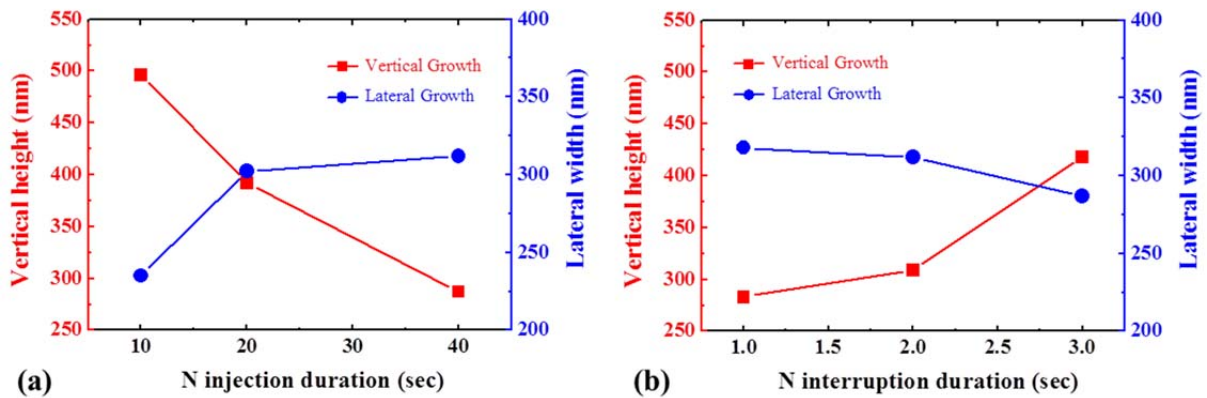 550
500
450
400
350
300
250
Vertical height (nm)
Vertical Growth
Lateral Growth
400
350
300
250
200
Lateral width (nm)
10 20 30 40
N injection duration (sec)
(a)
550
500
450
400
350
300
250
Vertical height (nm)
Vertical Growth
Lateral Growth
400
350
300
250
200
Lateral width (nm)
1.0 1.5 2.0 2.5 3.0
N interruption duration (sec)
(b)